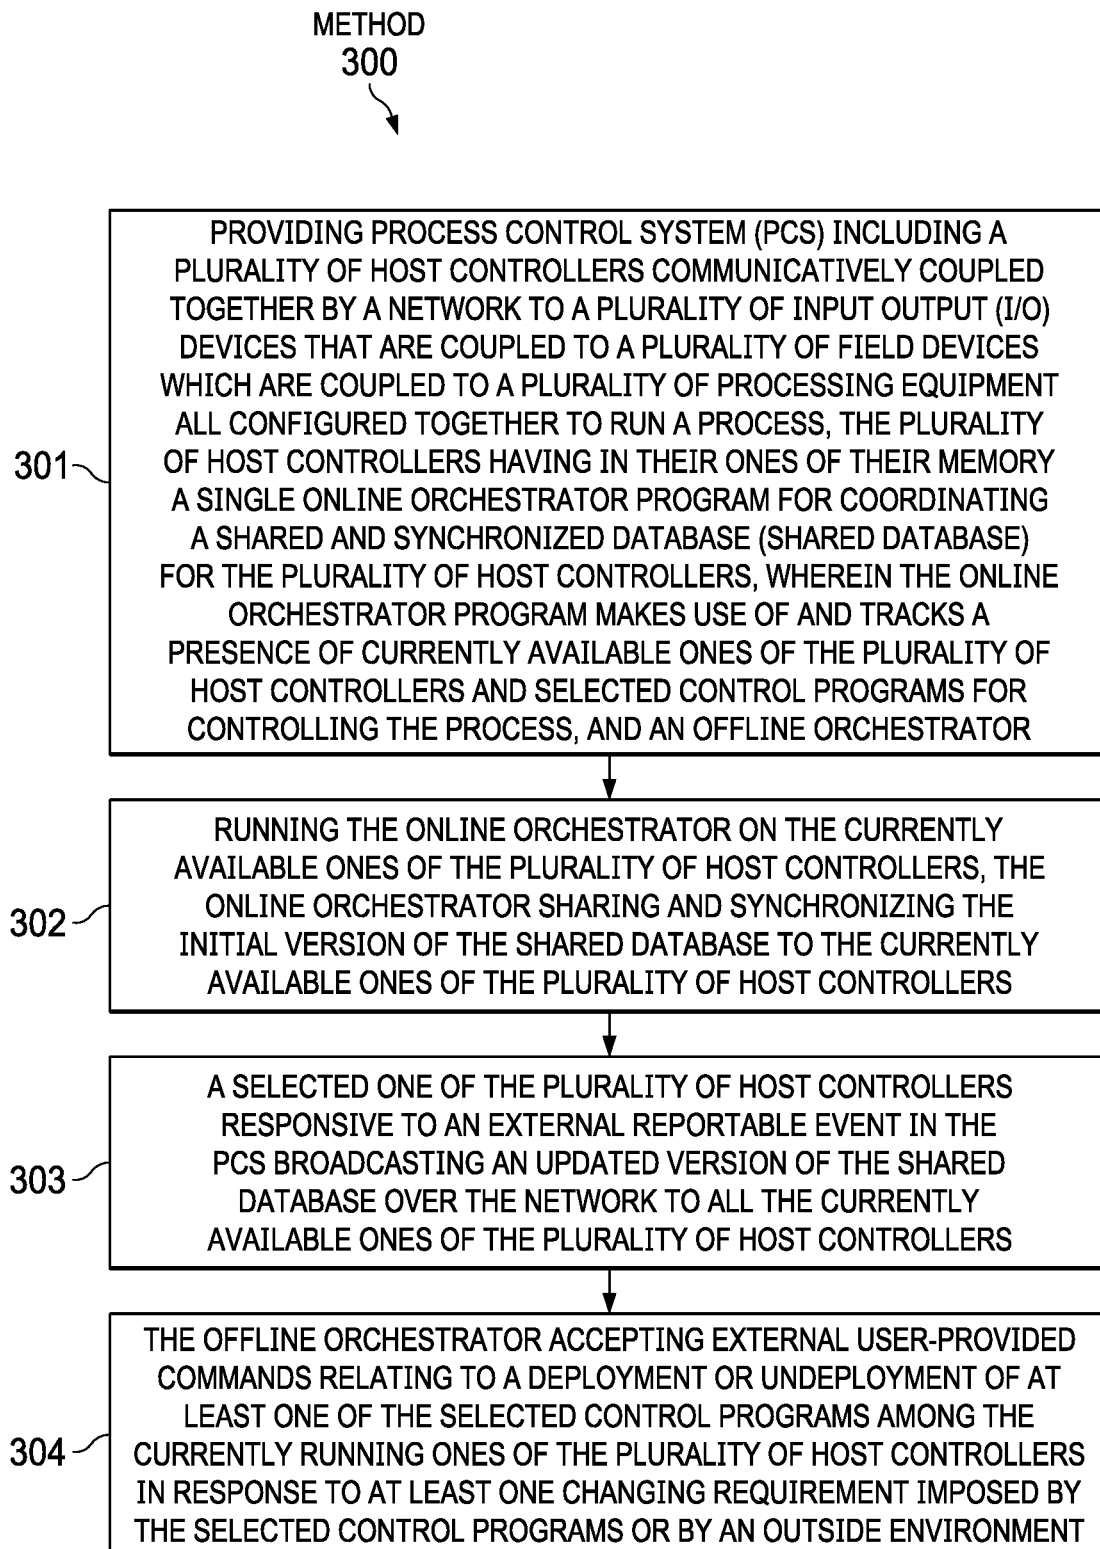 METHOD
300
301
PROVIDING PROCESS CONTROL SYSTEM (PCS) INCLUDING A
PLURALITY OF HOST CONTROLLERS COMMUNICATIVELY COUPLED
TOGETHER BY A NETWORK TO A PLURALITY OF INPUT OUTPUT (I/O)
DEVICES THAT ARE COUPLED TO A PLURALITY OF FIELD DEVICES
WHICH ARE COUPLED TO A PLURALITY OF PROCESSING EQUIPMENT
ALL CONFIGURED TOGETHER TO RUN A PROCESS, THE PLURALITY
OF HOST CONTROLLERS HAVING IN THEIR ONES OF THEIR MEMORY
A SINGLE ONLINE ORCHESTRATOR PROGRAM FOR COORDINATING
A SHARED AND SYNCHRONIZED DATABASE (SHARED DATABASE)
FOR THE PLURALITY OF HOST CONTROLLERS, WHEREIN THE ONLINE
ORCHESTRATOR PROGRAM MAKES USE OF AND TRACKS A
PRESENCE OF CURRENTLY AVAILABLE ONES OF THE PLURALITY OF
HOST CONTROLLERS AND SELECTED CONTROL PROGRAMS FOR
CONTROLLING THE PROCESS, AND AN OFFLINE ORCHESTRATOR
302
RUNNING THE ONLINE ORCHESTRATOR ON THE CURRENTLY
AVAILABLE ONES OF THE PLURALITY OF HOST CONTROLLERS, THE
ONLINE ORCHESTRATOR SHARING AND SYNCHRONIZING THE
INITIAL VERSION OF THE SHARED DATABASE TO THE CURRENTLY
AVAILABLE ONES OF THE PLURALITY OF HOST CONTROLLERS
303
A SELECTED ONE OF THE PLURALITY OF HOST CONTROLLERS
RESPONSIVE TO AN EXTERNAL REPORTABLE EVENT IN THE
PCS BROADCASTING AN UPDATED VERSION OF THE SHARED
DATABASE OVER THE NETWORK TO ALL THE CURRENTLY
AVAILABLE ONES OF THE PLURALITY OF HOST CONTROLLERS
304
THE OFFLINE ORCHESTRATOR ACCEPTING EXTERNAL USER-PROVIDED
COMMANDS RELATING TO A DEPLOYMENT OR UNDEPLOYMENT OF AT
LEAST ONE OF THE SELECTED CONTROL PROGRAMS AMONG THE
CURRENTLY RUNNING ONES OF THE PLURALITY OF HOST CONTROLLERS
IN RESPONSE TO AT LEAST ONE CHANGING REQUIREMENT IMPOSED BY
THE SELECTED CONTROL PROGRAMS OR BY AN OUTSIDE ENVIRONMENT